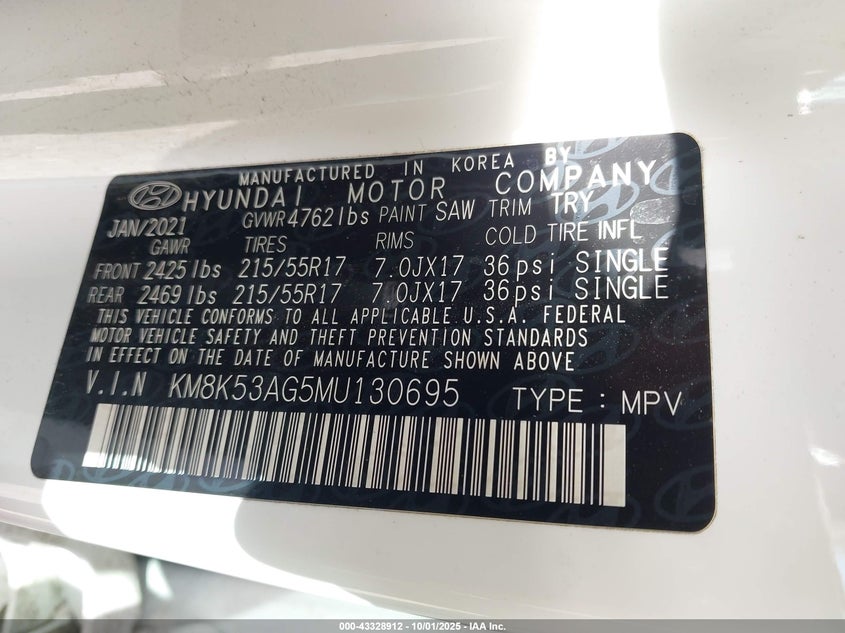 MANUFACTURED IN KOREA BY
HYUNDAI MOTOR COMPANY
JAN/2021 GVWR 4762 lbs PAINT SAW TRIM TRY
GAWR TIRES RIMS COLD TIRE INFL
FRONT 2425 lbs 215/55R17 7.0JX17 36psi SINGLE
REAR 2469 lbs 215/55R17 7.0JX17 36psi SINGLE
THIS VEHICLE CONFORMS TO ALL APPLICABLE U.S.A. FEDERAL
MOTOR VEHICLE SAFETY AND THEFT PREVENTION STANDARDS
IN EFFECT ON THE DATE OF MANUFACTURE SHOWN ABOVE
V.I.N KM8K53AG5MU130695 TYPE : MPV
000-43328912 - 10/01/2025 - IAA Inc.